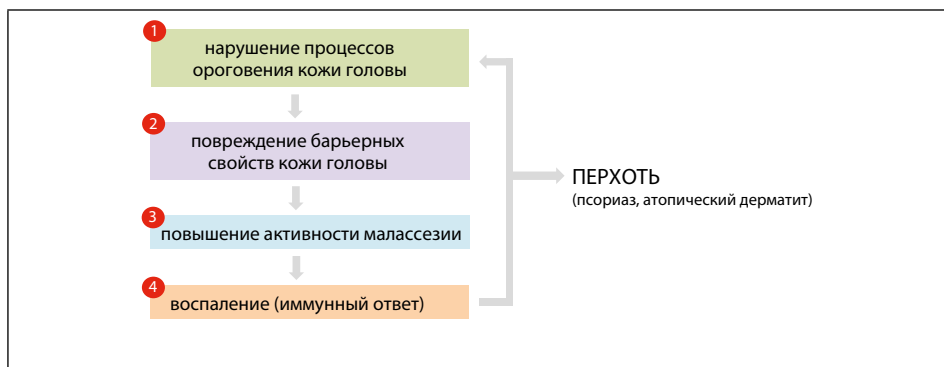 1
нарушение процессов
ороговения кожи головы
2
повреждение барьерных
свойств кожи головы
3
повышение активности малассезии
4
воспаление (иммунный ответ)
ПЕРХОТЬ
(псориаз, атопический дерматит)